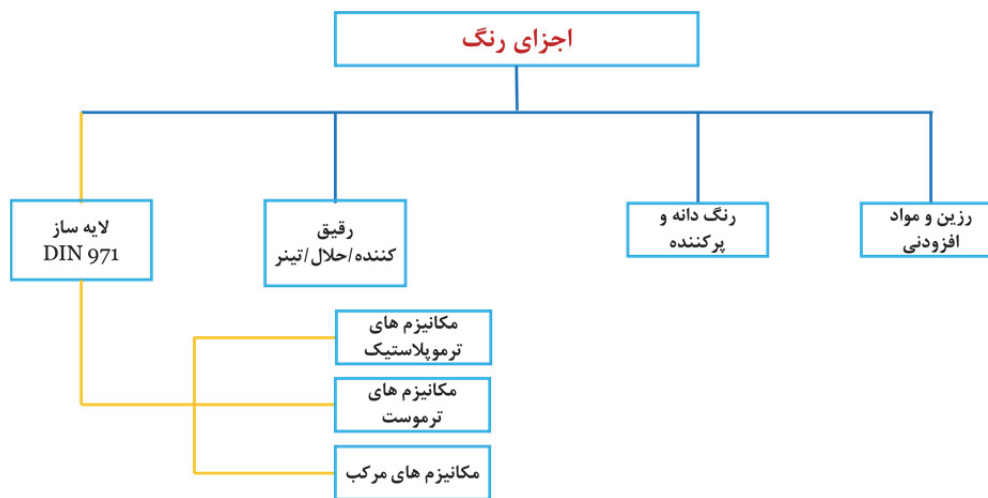 اجزای رنگ
رزین و مواد
افزودنی
رنگ دانه و
پرکننده
رقیق
کننده/حلال/تینر
لایه ساز
DIN 971
مکانیزم های
ترموپلاستیک
مکانیزم های
ترموست
مکانیزم های مرکب